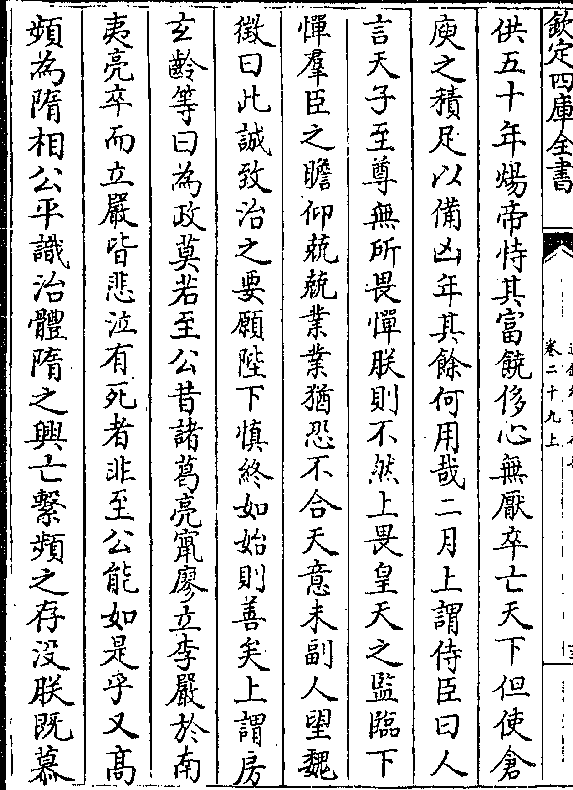 欽定四庫全書
卷二十九上
供五十年煬帝恃其富饒侈心無厭卒亡天下但使倉
庾之積足以備凶年其餘何用哉二月上謂侍臣曰人
言天子至尊無所畏憚朕則不然上畏皇天之監臨下
憚羣臣之瞻仰兢兢業業猶恐不合天意未副人望魏
徵曰此誠致治之要願陛下慎終如始則善矣上謂房
玄齡等曰為政莫若至公昔諸葛亮竄廖立李嚴於南
夷亮卒而立嚴皆悲泣有死者非至公能如是乎又高
熲為隋相公平識治體隋之興亡繫熲之存没朕既慕